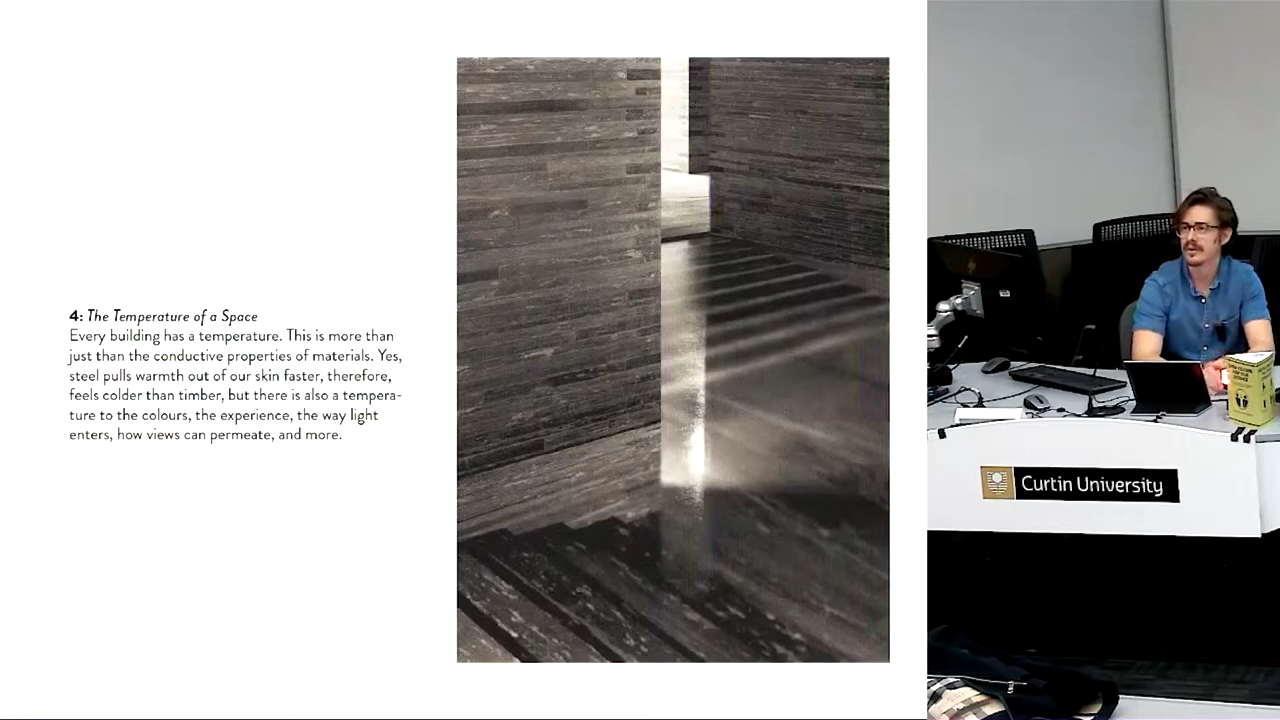 4: The Temperature of a Space
Every building has a temperature. This is more than
just than the conductive properties of materials. Yes,
steel pulls warmth out of our skin faster, therefore,
feels colder than timber, but there is also a tempera-
ture to the colours, the experience, the way light
enters, how views can permeate, and more.
Curtin University